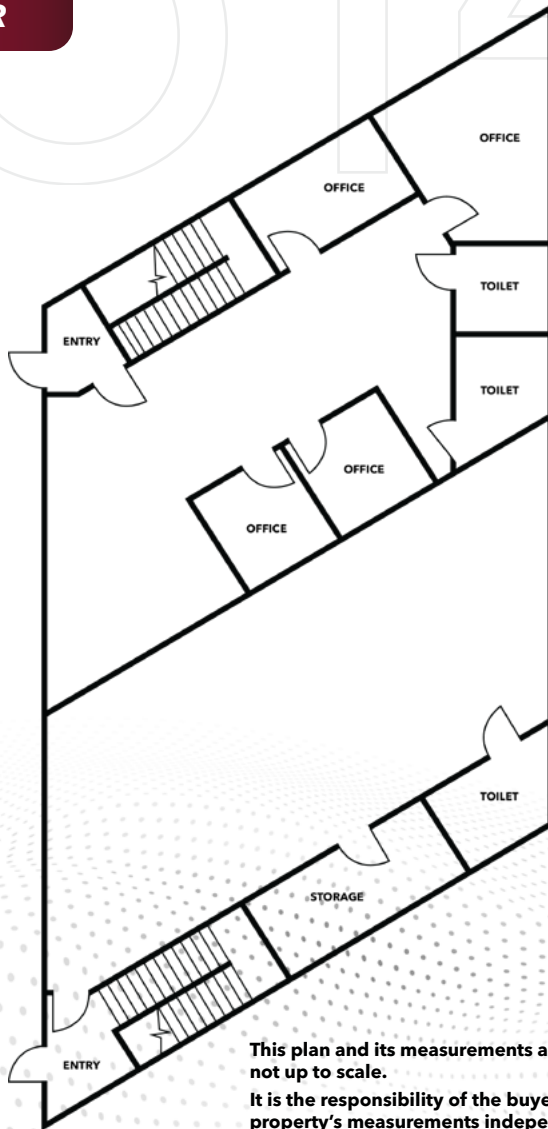 R
OFFICE
OFFICE
TOILET
ENTRY
TOILET
OFFICE
OFFICE
TOILET
STORAGE
ENTRY
This plan and its measurements a
not up to scale.
It is the responsibility of the buye
property's measurements indepe